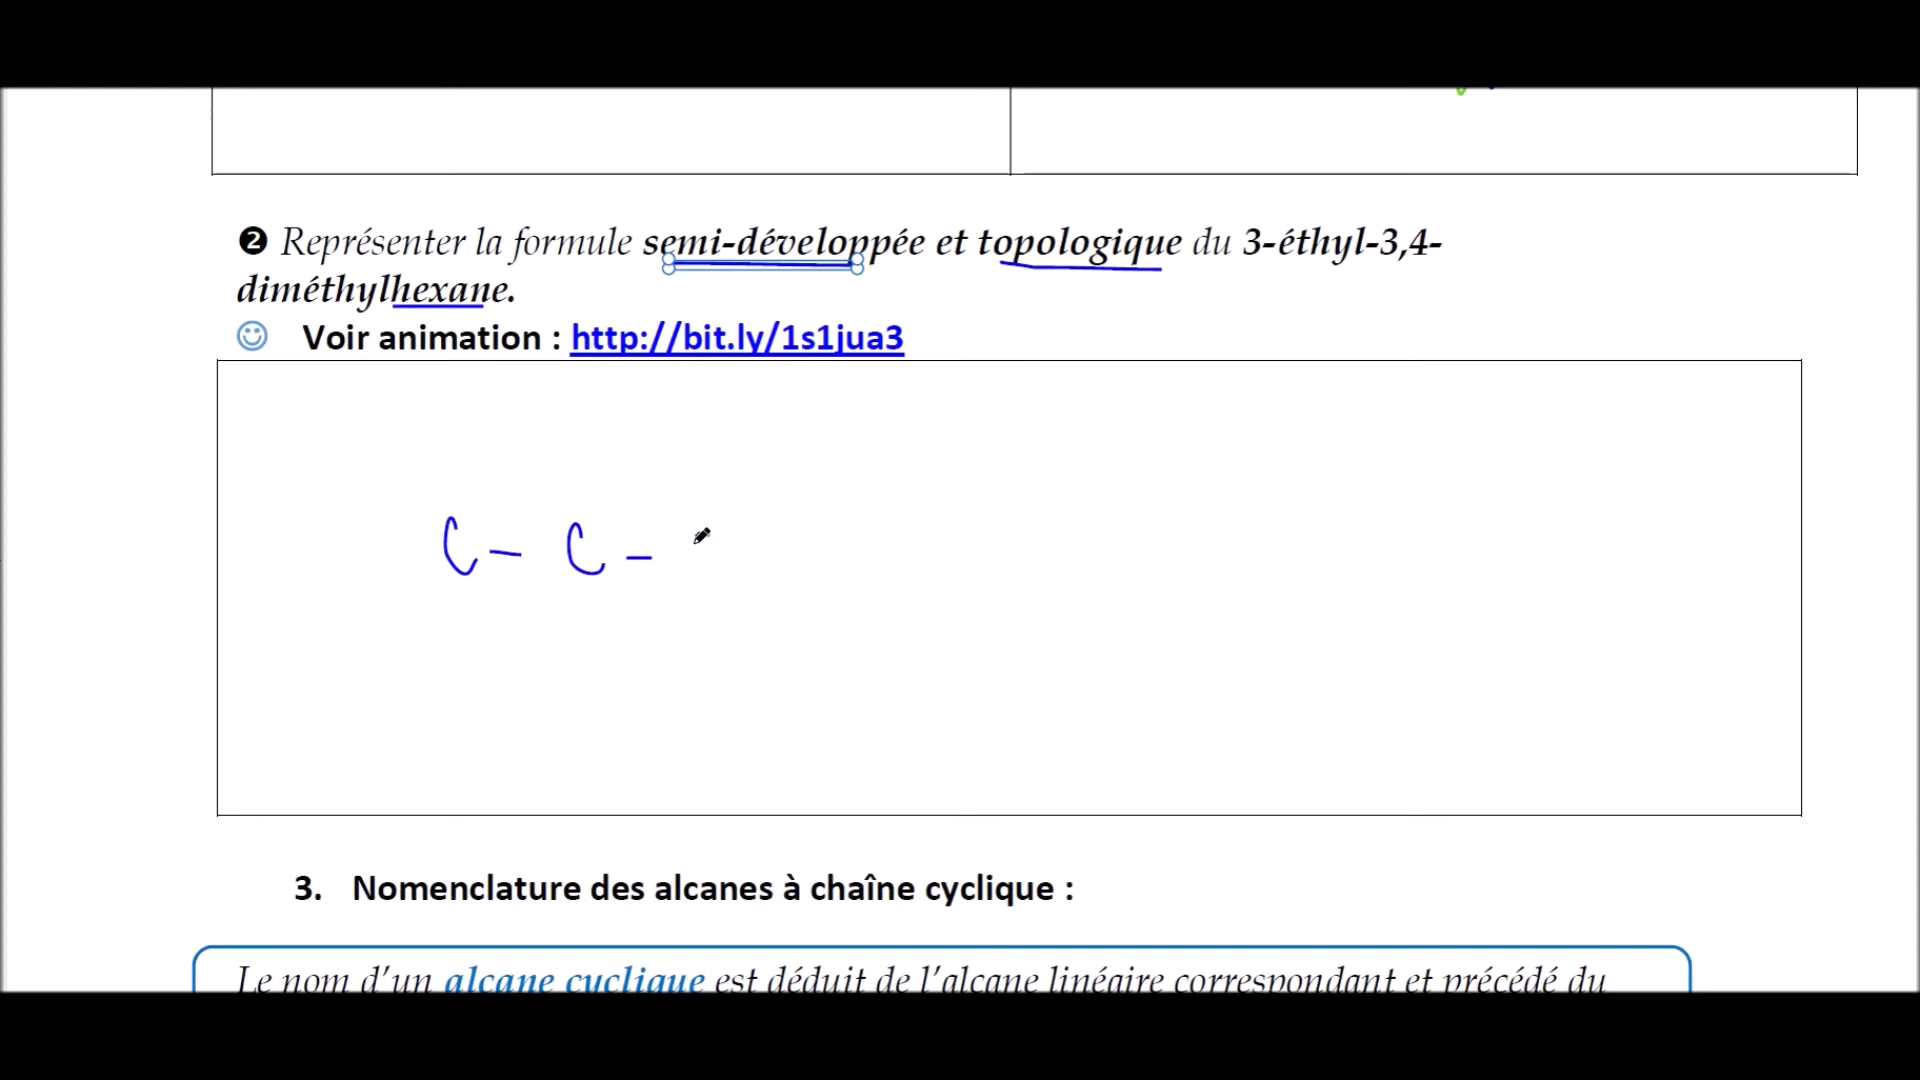 ❷ Représenter la formule semi-développée et topologique du 3-éthyl-3,4-
diméthylhexane.
☺ Voir animation : http://bit.ly/1s1jua3
C – C –
3. Nomenclature des alcanes à chaîne cyclique :
Le nom d'un alcane cyclique est déduit de l'alcane linéaire correspondant et précédé du